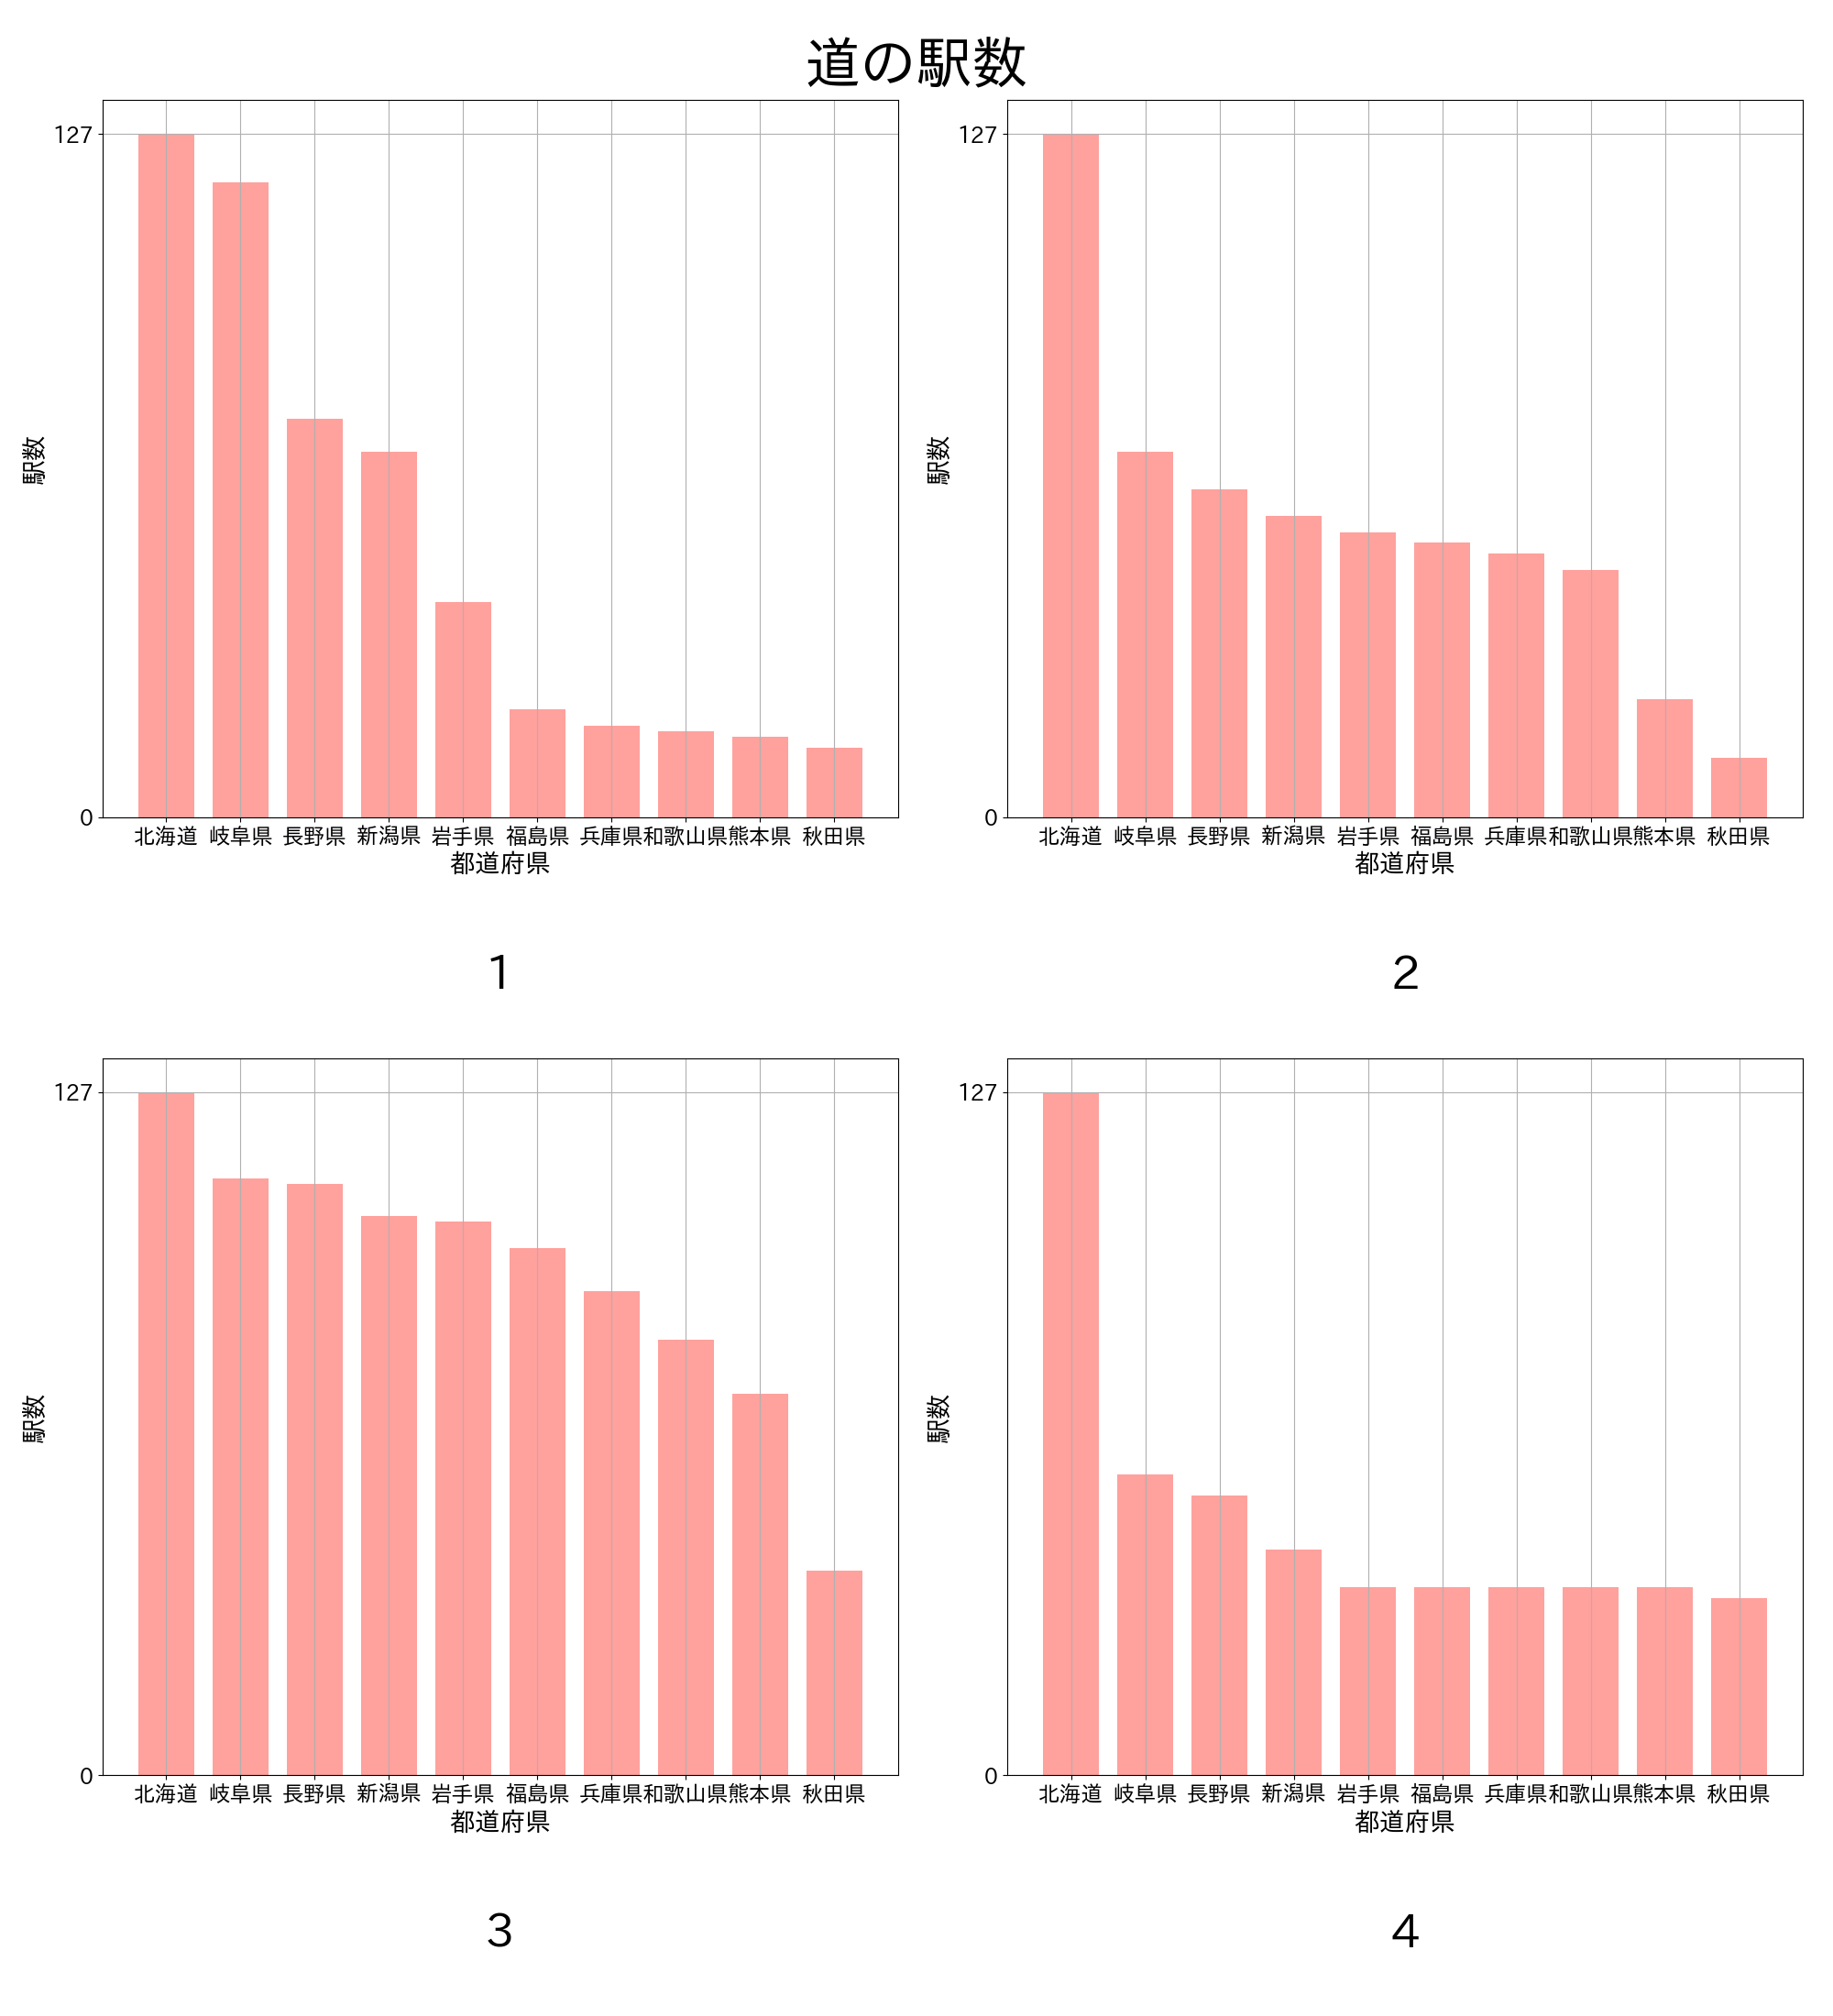 道の駅数
127
0
駅数
北海道 岐阜県 長野県 新潟県 岩手県 福島県 兵庫県 和歌山県 熊本県 秋田県
都道府県
1
127
0
駅数
北海道 岐阜県 長野県 新潟県 岩手県 福島県 兵庫県 和歌山県 熊本県 秋田県
都道府県
2
127
0
駅数
北海道 岐阜県 長野県 新潟県 岩手県 福島県 兵庫県 和歌山県 熊本県 秋田県
都道府県
3
127
0
駅数
北海道 岐阜県 長野県 新潟県 岩手県 福島県 兵庫県 和歌山県 熊本県 秋田県
都道府県
4